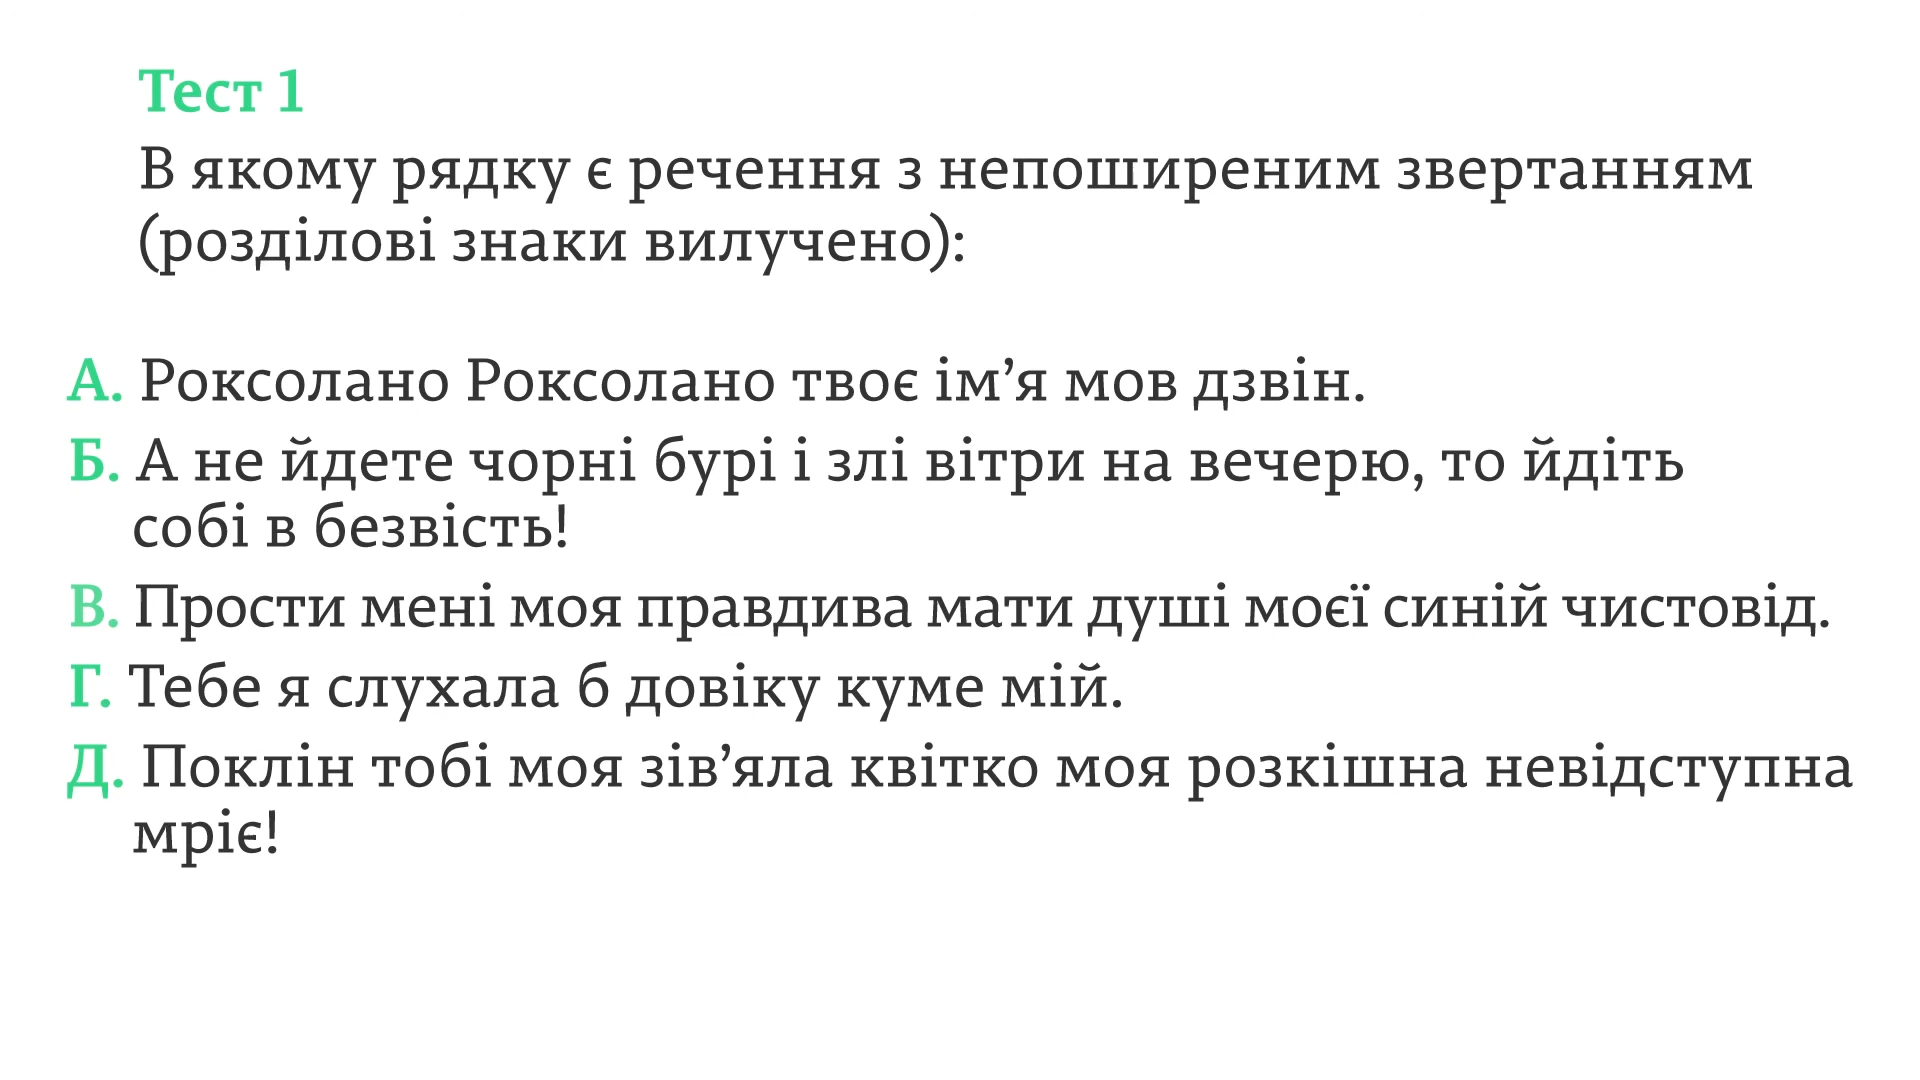 Тест 1
В якому рядку є речення з непоширеним звертанням
(розділові знаки вилучено):
А. Роксолано Роксолано твоє ім’я мов дзвін.
Б. А не йдете чорні бурі і злі вітри на вечерю, то йдіть
собі в безвість!
В. Прости мені моя правдива мати душі моєї синій чистовід.
Г. Тебе я слухала б довіку куме мій.
Д. Поклін тобі моя зів’яла квітко моя розкішна невідступна
мріє!